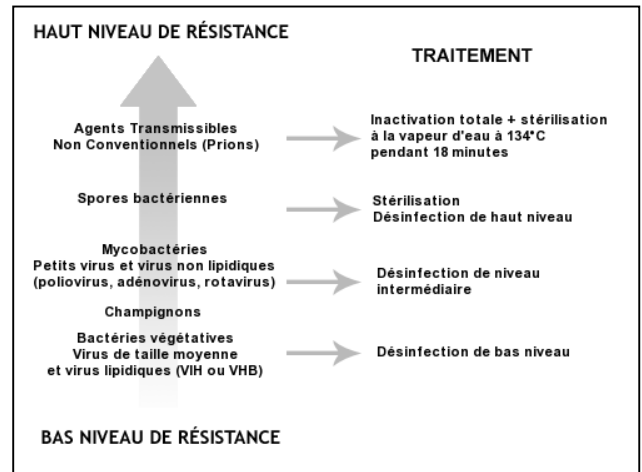 HAUT NIVEAU DE RÉSISTANCE
TRAITEMENT
Agents Transmissibles
Non Conventionnels (Prions)
Inactivation totale + stérilisation
à la vapeur d'eau à 134°C
pendant 18 minutes
Spores bactériennes
Stérilisation
Désinfection de haut niveau
Mycobactéries
Petits virus et virus non lipidiques
(poliovirus, adénovirus, rotavirus)
Désinfection de niveau
intermédiaire
Champignons
Bactéries végétatives
Virus de taille moyenne
et virus lipidiques (VIH ou VHB)
Désinfection de bas niveau
BAS NIVEAU DE RÉSISTANCE